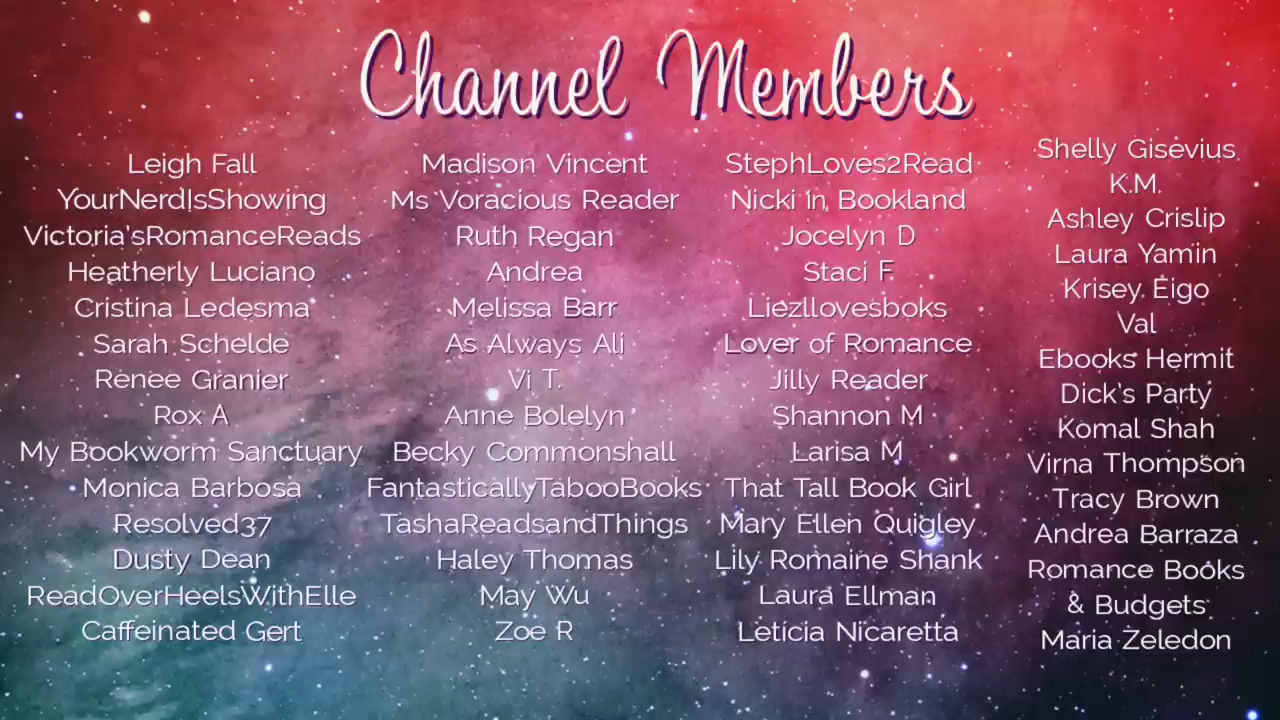 Channel Members
Leigh Fall
YourNerdIsShowing
Victoria'sRomanceReads
Heatherly Luciano
Cristina Ledesma
Sarah Schelde
Renee Granier
Rox A
My Bookworm Sanctuary
Monica Barbosa
Resolved37
Dusty Dean
ReadOverHeelsWithElle
Caffeinated Gert
Madison Vincent
Ms Voracious Reader
Ruth Regan
Andrea
Melissa Barr
As Always Ali
Vi T.
Anne Bolelyn
Becky Commonshall
FantasticallyTabooBooks
TashaReadsandThings
Haley Thomas
May Wu
Zoe R
StephLoves2Read
Nicki in Bookland
Jocelyn D
Staci F
Liezllovesboks
Lover of Romance
Jilly Reader
Shannon M
Larisa M
That Tall Book Girl
Mary Ellen Quigley
Lily Romaine Shank
Laura Ellman
Leticia Nicaretta
Shelly Gisevius
K.M.
Ashley Crislip
Laura Yamin
Krisey Eigo
Val
Ebooks Hermit
Dick's Party
Komal Shah
Virna Thompson
Tracy Brown
Andrea Barraza
Romance Books
& Budgets
Maria Zeledon